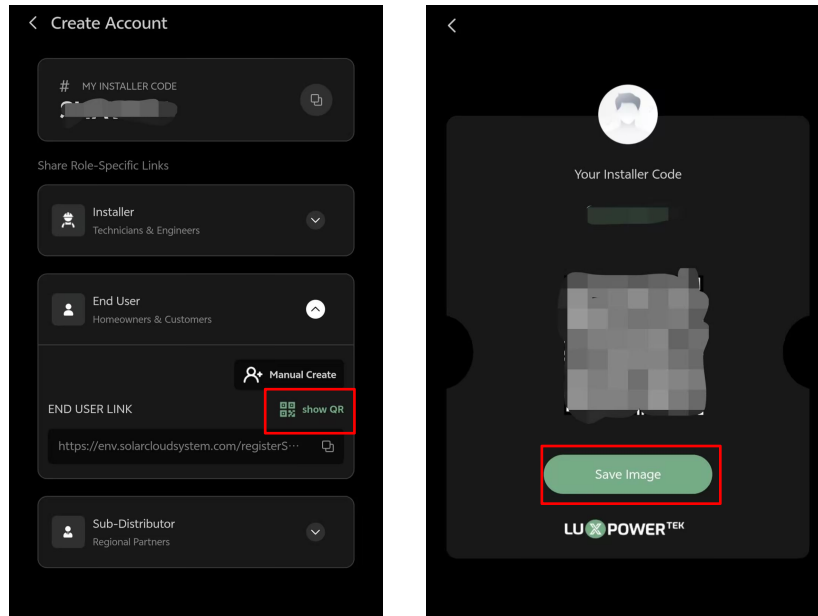 Create Account
# MY INSTALLER CODE
Share Role-Specific Links
Installer
Technicians & Engineers
End User
Homeowners & Customers
Manual Create
END USER LINK
show QR
https://env.solarcloudsystem.com/registerS···
Sub-Distributor
Regional Partners
Your Installer Code
Save Image
LUXPOWERTEK